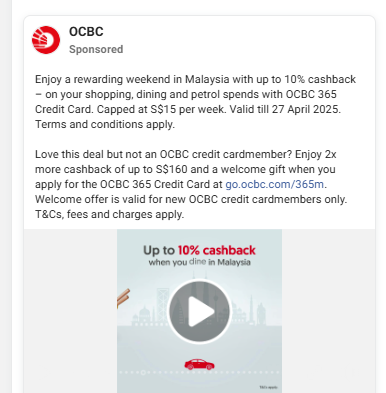 OCBC
Sponsored
Enjoy a rewarding weekend in Malaysia with up to 10% cashback
– on your shopping, dining and petrol spends with OCBC 365
Credit Card. Capped at S$15 per week. Valid till 27 April 2025.
Terms and conditions apply.
Love this deal but not an OCBC credit cardmember? Enjoy 2x
more cashback of up to S$160 and a welcome gift when you
apply for the OCBC 365 Credit Card at go.ocbc.com/365m.
Welcome offer is valid for new OCBC credit cardmembers only.
T&Cs, fees and charges apply.
Up to 10% cashback
when you dine in Malaysia
T&Cs apply.